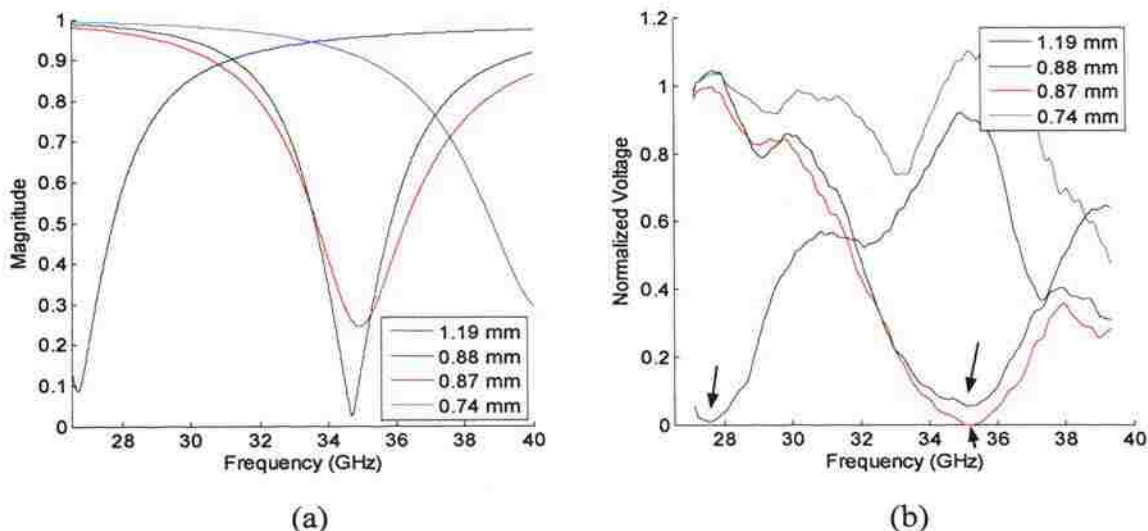 1
0.9
0.8
0.7
0.6
0.5
0.4
0.3
0.2
0.1
0
Magnitude
28 30 32 34 36 38 40
Frequency (GHz)
1.19 mm
0.88 mm
0.87 mm
0.74 mm
(a)
1.2
1
0.8
0.6
0.4
0.2
0
Normalized Voltage
28 30 32 34 36 38 40
Frequency (GHz)
1.19 mm
0.88 mm
0.87 mm
0.74 mm
(b)